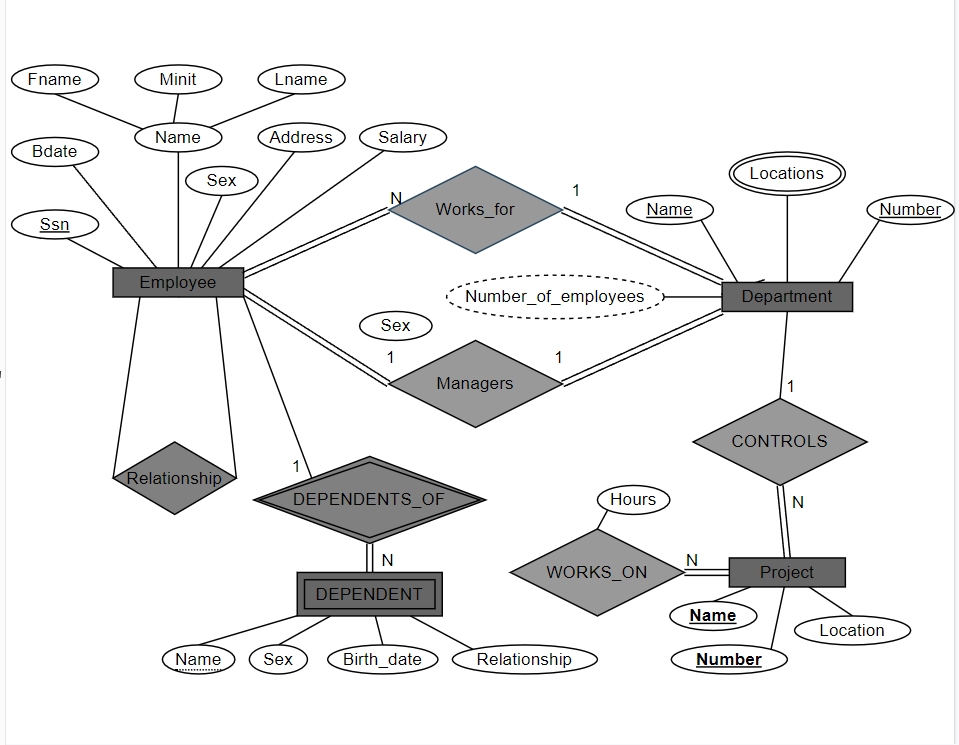 Fname
Minit
Lname
Name
Address
Salary
Bdate
Sex
Ssn
N
Works_for
1
Locations
Name
Number
Employee
Number_of_employees
Department
Sex
1
Managers
1
1
CONTROLS
N
Relationship
1
DEPENDENTS_OF
N
Hours
WORKS_ON
N
Project
DEPENDENT
Name
Number
Location
Name
Sex
Birth_date
Relationship